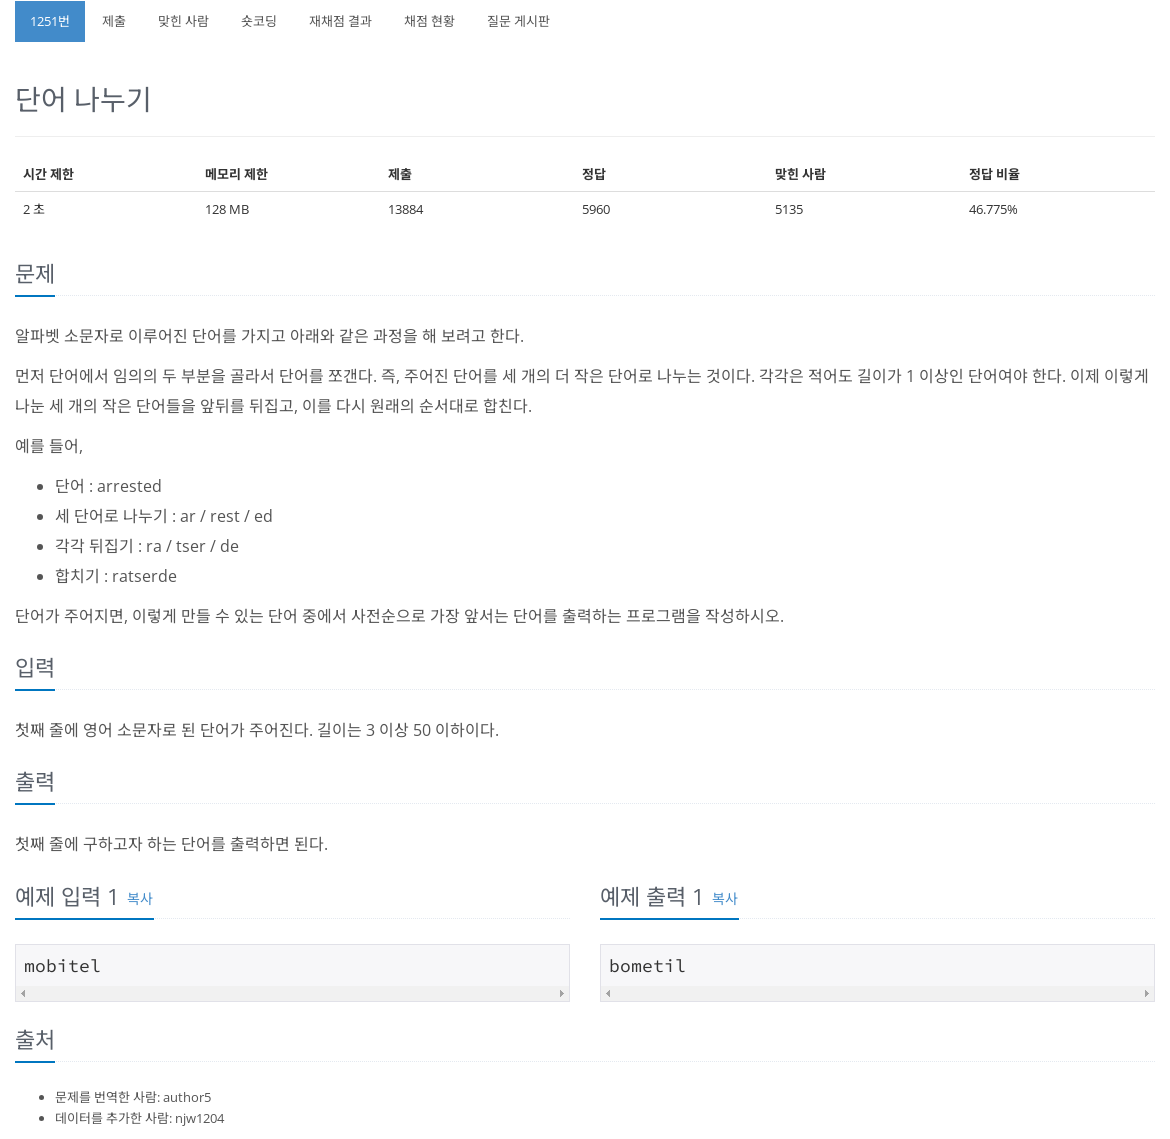 1251번 제출 맞힌 사람 숏코딩 재채점 결과 채점 현황 질문 게시판
단어 나누기
시간 제한 메모리 제한 제출 정답 맞힌 사람 정답 비율
2 초 128 MB 13884 5960 5135 46.775%
문제
알파벳 소문자로 이루어진 단어를 가지고 아래와 같은 과정을 해 보려고 한다.
먼저 단어에서 임의의 두 부분을 골라서 단어를 쪼갠다. 즉, 주어진 단어를 세 개의 더 작은 단어로 나누는 것이다. 각각은 적어도 길이가 1 이상인 단어여야 한다. 이제 이렇게
나눈 세 개의 작은 단어들을 앞뒤를 뒤집고, 이를 다시 원래의 순서대로 합친다.
예를 들어,
단어 : arrested
세 단어로 나누기 : ar / rest / ed
각각 뒤집기 : ra / tser / de
합치기 : ratserde
단어가 주어지면, 이렇게 만들 수 있는 단어 중에서 사전순으로 가장 앞서는 단어를 출력하는 프로그램을 작성하시오.
입력
첫째 줄에 영어 소문자로 된 단어가 주어진다. 길이는 3 이상 50 이하이다.
출력
첫째 줄에 구하고자 하는 단어를 출력하면 된다.
예제 입력 1 복사
mobitel
예제 출력 1 복사
bometil
출처
문제를 번역한 사람: author5
데이터를 추가한 사람: njw1204